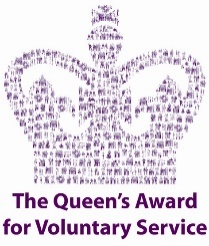 The Queen's Award
for Voluntary Service